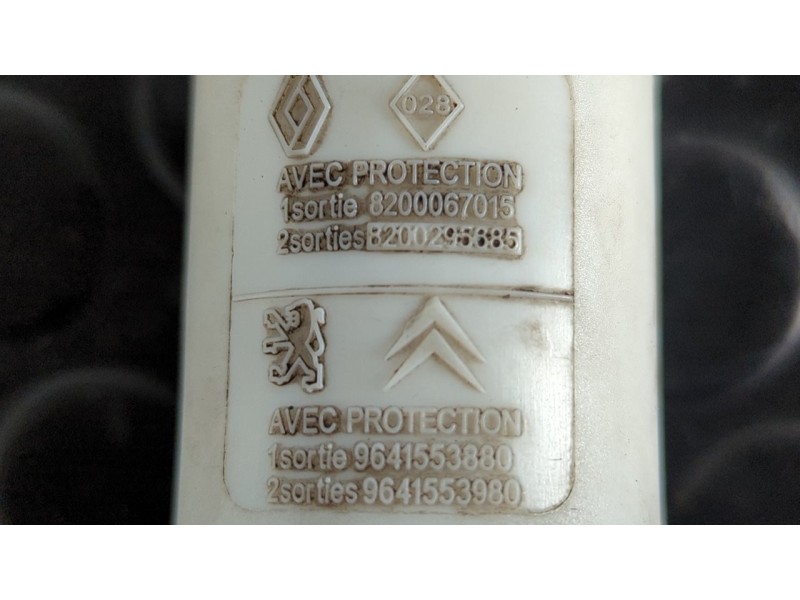 028
AVEC PROTECTION
1sortie 8200067015
2sorties 8200295685
AVEC PROTECTION
1sortie 9641553880
2sorties 9641553980